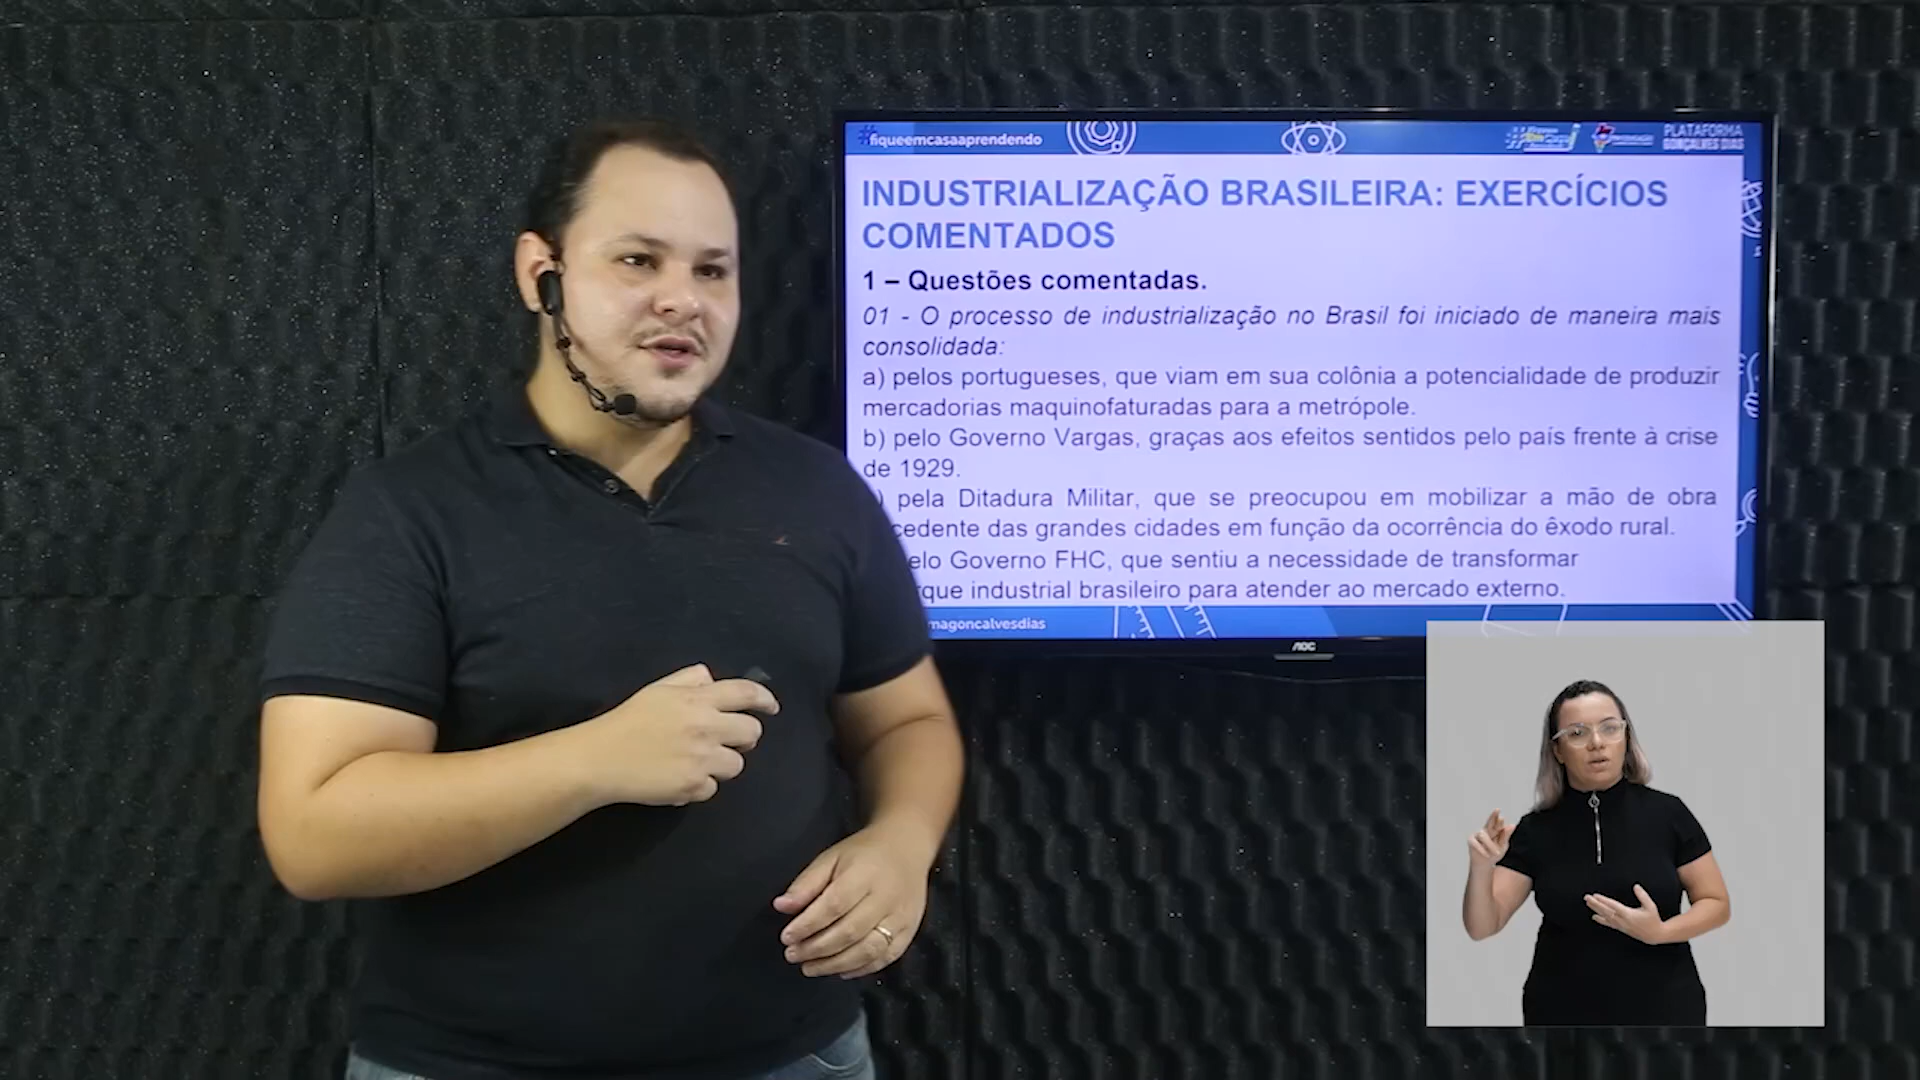 #fiqueemcasaaprendendo
PLATAFORMA
GONÇALVES DIAS
INDUSTRIALIZAÇÃO BRASILEIRA: EXERCÍCIOS
COMENTADOS
1 – Questões comentadas.
01 - O processo de industrialização no Brasil foi iniciado de maneira mais
consolidada:
a) pelos portugueses, que viam em sua colônia a potencialidade de produzir
mercadorias maquinofaturadas para a metrópole.
b) pelo Governo Vargas, graças aos efeitos sentidos pelo país frente à crise
de 1929.
) pela Ditadura Militar, que se preocupou em mobilizar a mão de obra
cedente das grandes cidades em função da ocorrência do êxodo rural.
elo Governo FHC, que sentiu a necessidade de transformar
rque industrial brasileiro para atender ao mercado externo.
magoncalvesdias
AOC